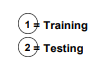 1 = Training
2 = Testing